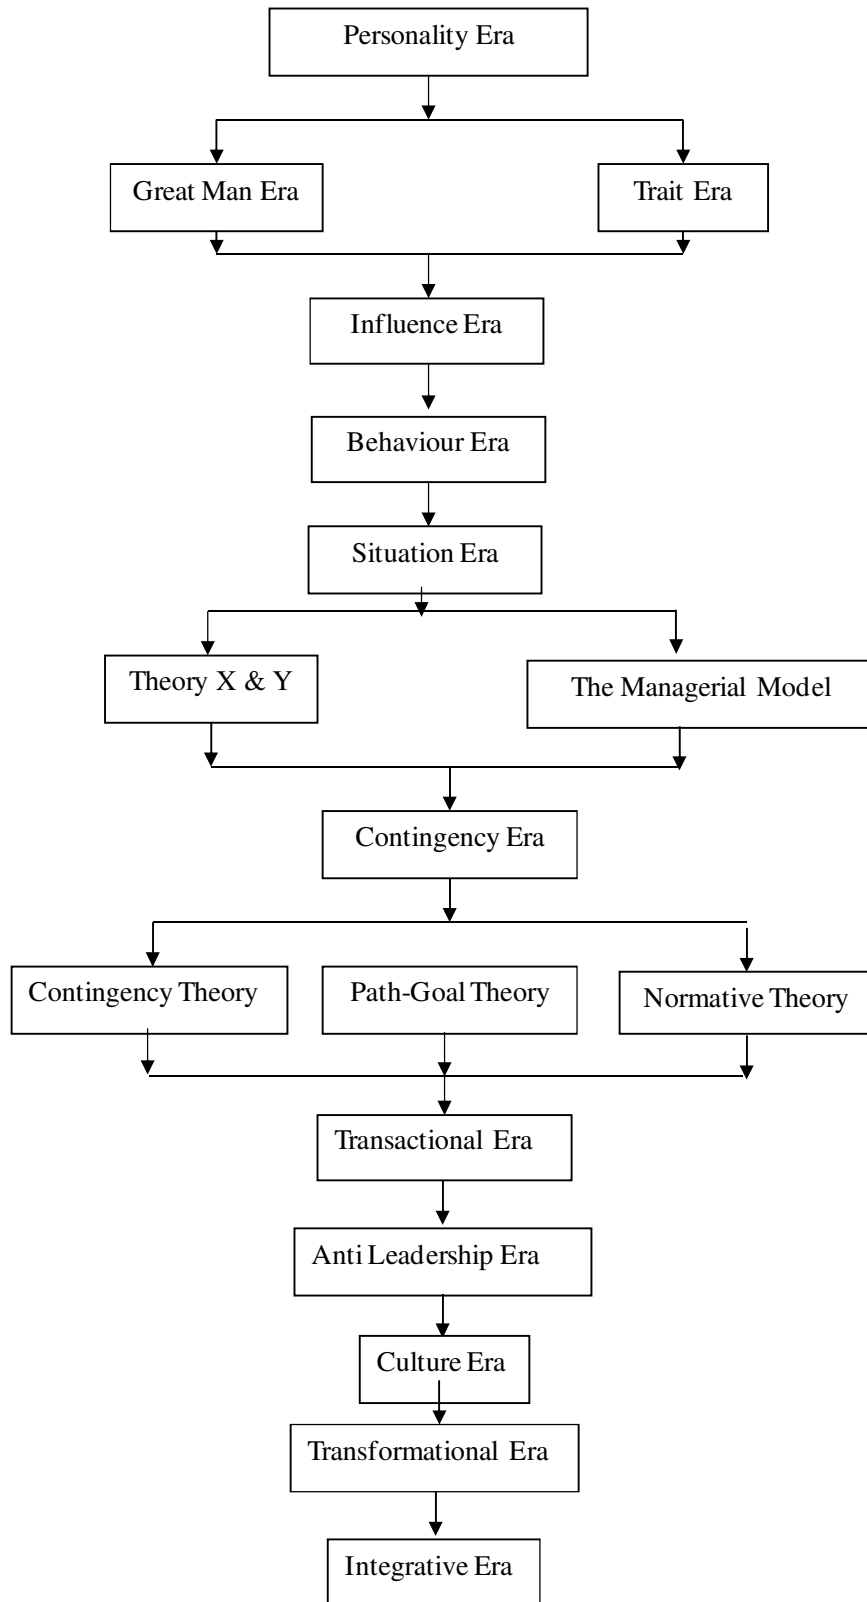 Personality Era
Great Man Era
Trait Era
Influence Era
Behaviour Era
Situation Era
Theory X & Y
The Managerial Model
Contingency Era
Contingency Theory
Path-Goal Theory
Normative Theory
Transactional Era
Anti Leadership Era
Culture Era
Transformational Era
Integrative Era